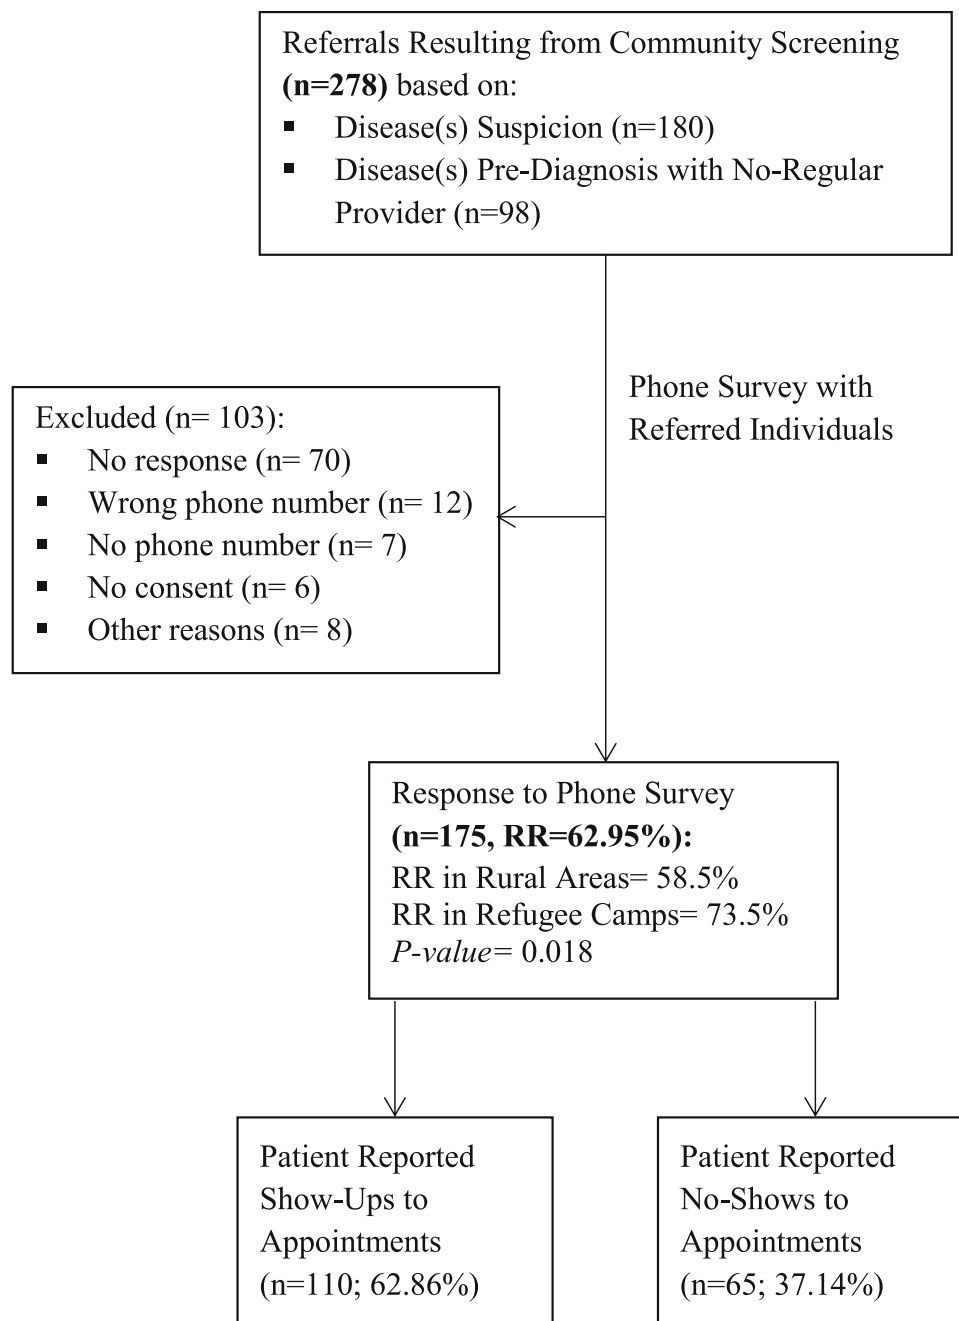 Referrals Resulting from Community Screening
(n=278) based on:
▪ Disease(s) Suspicion (n=180)
▪ Disease(s) Pre-Diagnosis with No-Regular
Provider (n=98)
Phone Survey with
Referred Individuals
Excluded (n= 103):
▪ No response (n= 70)
▪ Wrong phone number (n= 12)
▪ No phone number (n= 7)
▪ No consent (n= 6)
▪ Other reasons (n= 8)
Response to Phone Survey
(n=175, RR=62.95%):
RR in Rural Areas= 58.5%
RR in Refugee Camps= 73.5%
P-value= 0.018
Patient Reported
Show-Ups to
Appointments
(n=110; 62.86%)
Patient Reported
No-Shows to
Appointments
(n=65; 37.14%)